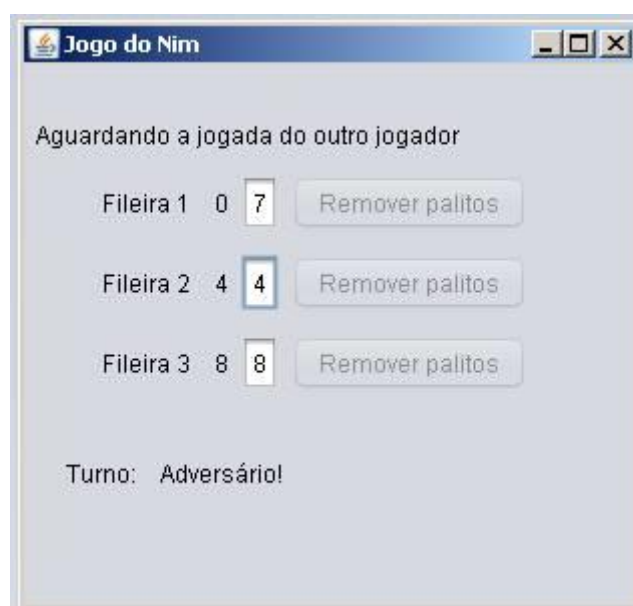 Jogo do Nim
Aguardando a jogada do outro jogador
Fileira 1 0 7 Remover palitos
Fileira 2 4 4 Remover palitos
Fileira 3 8 8 Remover palitos
Turno: Adversário!